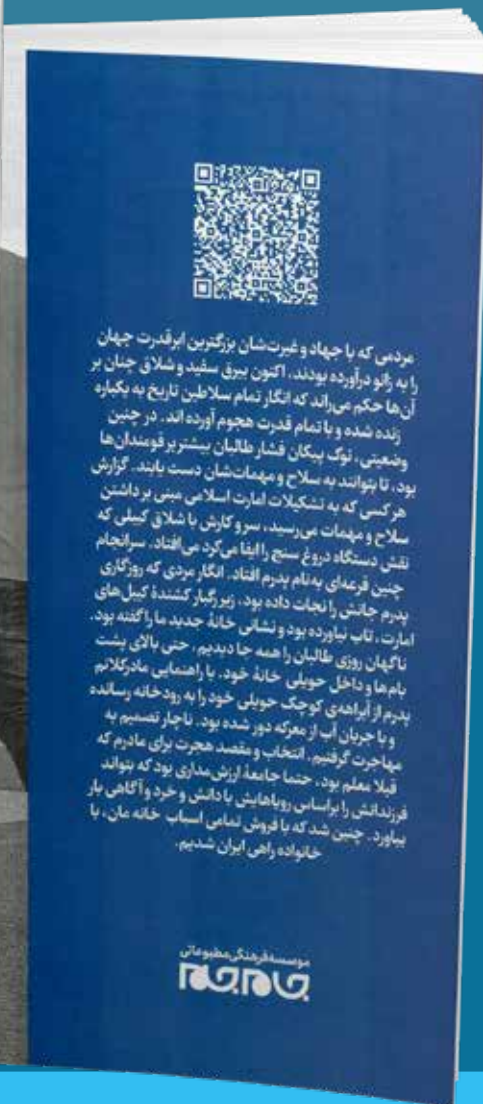 مردمی که با جهاد و غیرت‌شان بزرگترین ابرقدرت جهان
را به زانو درآورده بودند، اکنون بیرق سفید و شلاق چنان بر
آن‌ها حکم می‌راند که انگار تمام سلاطین تاریخ به یکباره
زنده شده و با تمام قدرت هجوم آورده اند. در چنین
وضعیتی، نوک پیکان فشار طالبان بیشتر بر قومندان‌ها
بود، تا بتوانند به سلاح و مهمات‌شان دست یابند. گزارش
هر کسی که به تشکیلات امارت اسلامی مبنی بر داشتن
سلاح و مهمات می‌رسید، سر و کارش با شلاق کیبلی که
نقش دستگاه دروغ سنج را ایفا می‌کرد می‌افتاد. سرانجام
چنین قرعه‌ای به‌نام پدرم افتاد. انگار مردی که روزگاری
پدرم جانش را نجات داده بود، زیر رگبار کشندهٔ کیبل‌های
امارت، تاب نیاورده بود و نشانی خانهٔ جدید ما را گفته بود.
ناگهان روزی طالبان را همه جا دیدیم، حتی بالای پشت
بام‌ها و داخل حویلی خانهٔ خود. با راهنمایی مادرکلانم
پدرم از آبراهه‌ی کوچک حویلی خود را به رودخانه رسانده
و با جریان آب از معرکه دور شده بود. ناچار تصمیم به
مهاجرت گرفتیم. انتخاب و مقصد هجرت برای مادرم که
قبلا معلم بود، حتما جامعهٔ ارزش‌مداری بود که بتواند
فرزندانش را براساس رویاهایش با دانش و خرد و آگاهی بار
بیاورد. چنین شد که با فروش تمامی اسباب خانه مان، با
خانواده راهی ایران شدیم.
موسسه فرهنگی مطبوعاتی
جام جم